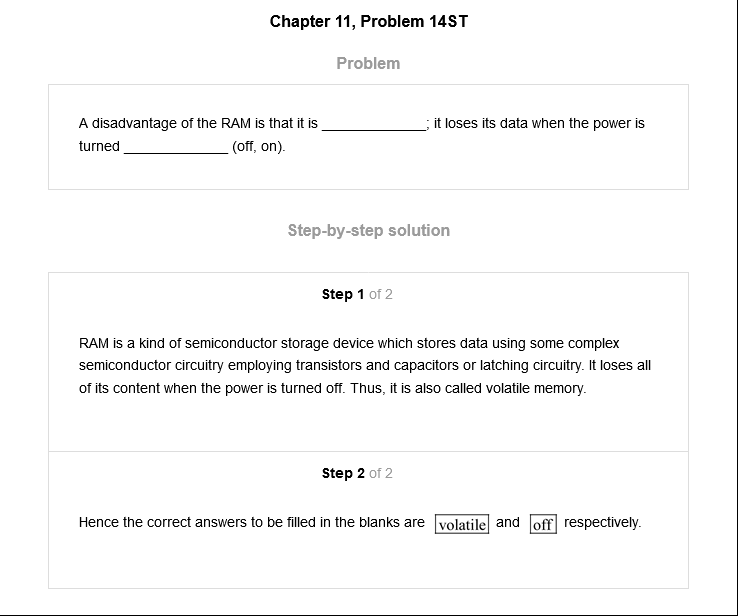 Chapter 11, Problem 14ST
Problem
A disadvantage of the RAM is that it is _____________; it loses its data when the power is
turned _____________ (off, on).
Step-by-step solution
Step 1 of 2
RAM is a kind of semiconductor storage device which stores data using some complex
semiconductor circuitry employing transistors and capacitors or latching circuitry. It loses all
of its content when the power is turned off. Thus, it is also called volatile memory.
Step 2 of 2
Hence the correct answers to be filled in the blanks are volatile and off respectively.